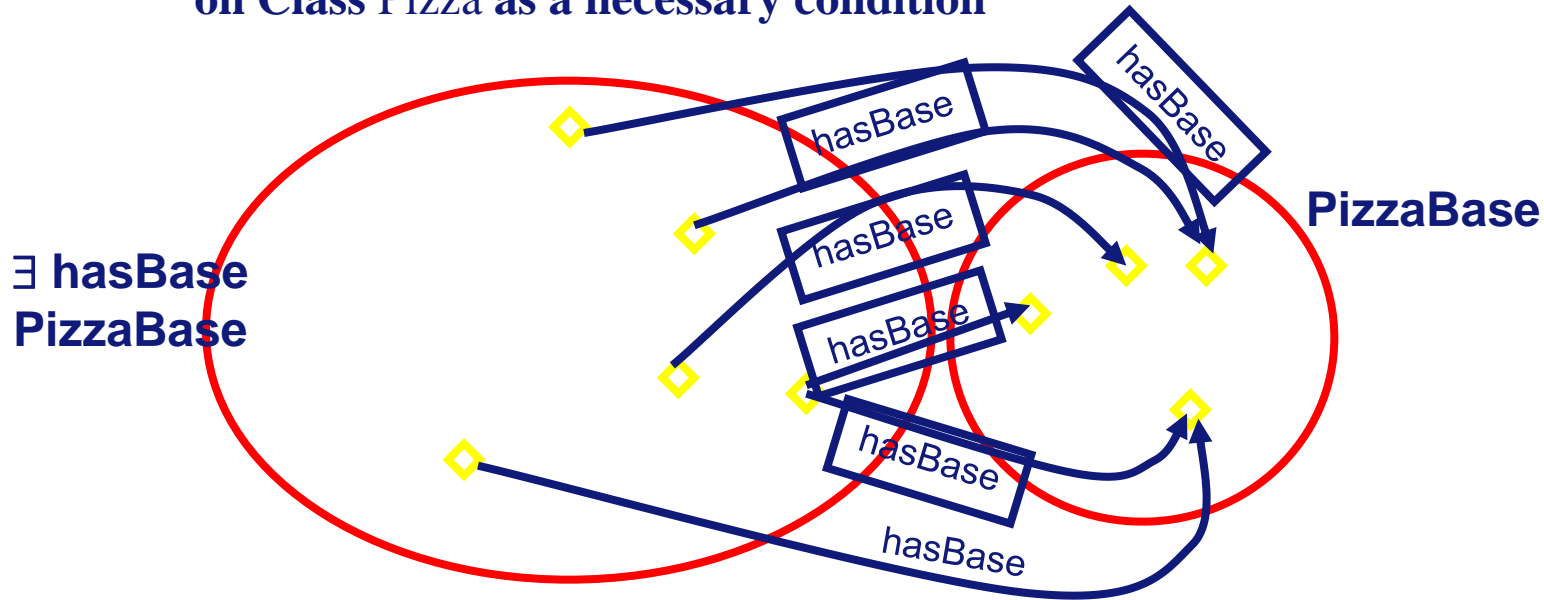 on Class Pizza as a necessary condition
hasBase
hasBase
PizzaBase
hasBase
∃ hasBase
PizzaBase
hasBase
hasBase
hasBase